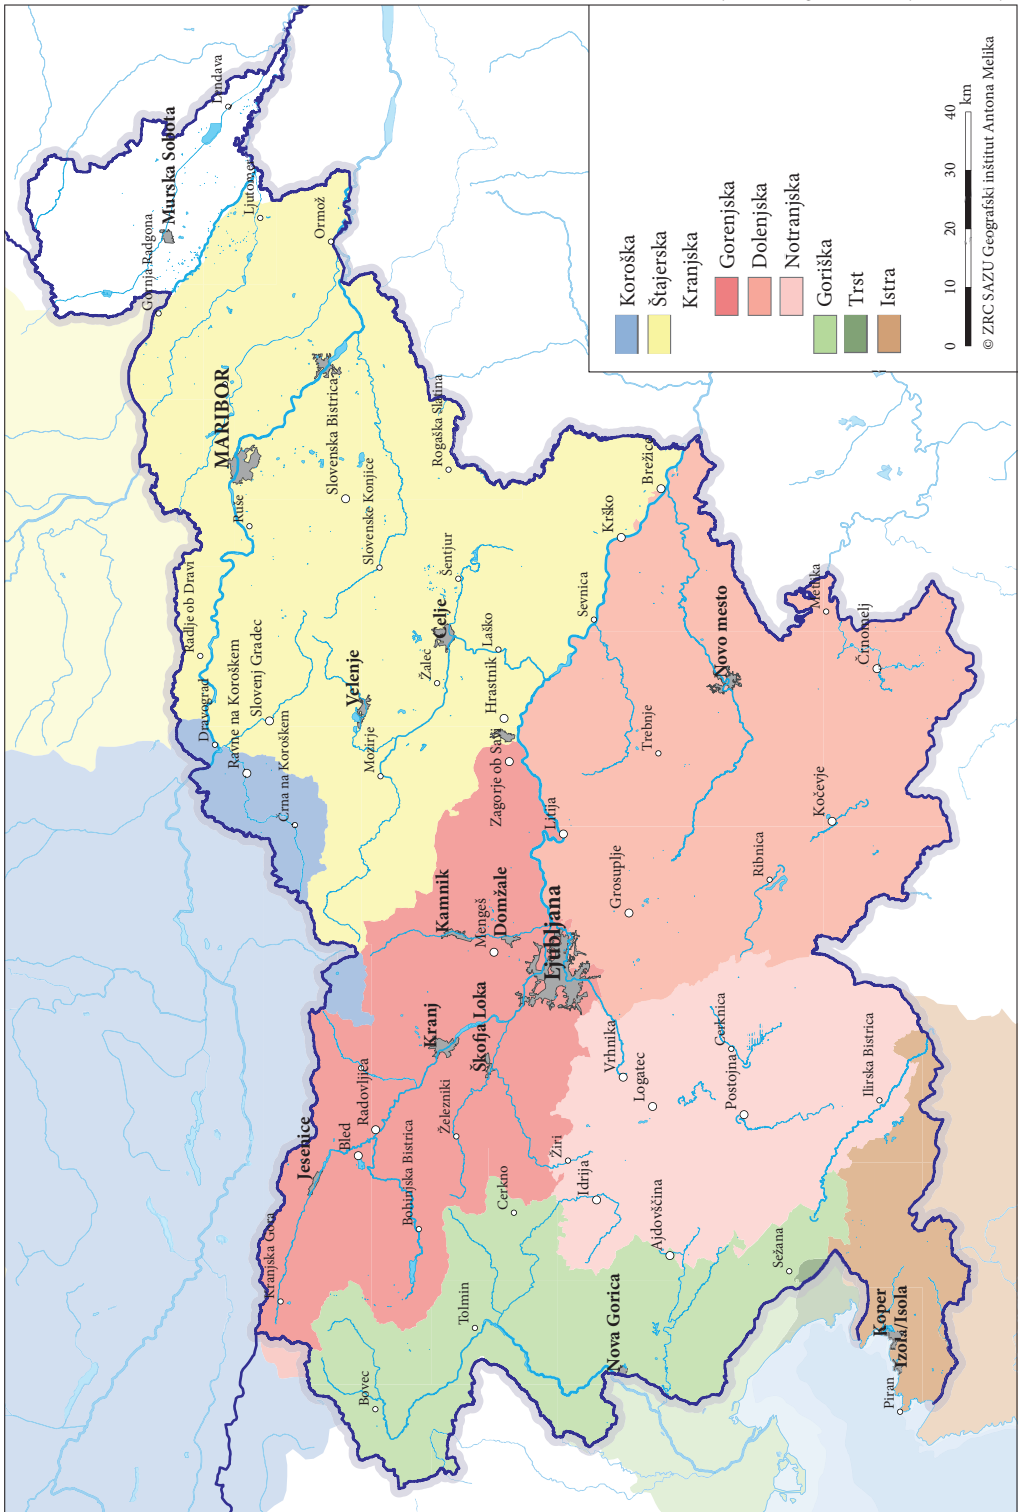 Lendava
Murska Sobota
Gornja Radgona
Ljutomer
Ormož
MARIBOR
Slovenska Bistrica
Rogaška Slatina
Ruše
Slovenske Konjice
Radlje ob Dravi
Dravograd
Ravne na Koroškem
Slovenj Gradec
Črna na Koroškem
Velenje
Mozirje
Žalec
Celje
Šentjur
Laško
Hrastnik
Zagorje ob Savi
Sevnica
Krško
Brežice
Litija
Trebnje
Novo mesto
Metlika
Črnomelj
Kočevje
Ribnica
Grosuplje
Ljubljana
Kamnik
Mengeš
Domžale
Kranj
Škofja Loka
Železniki
Radovljica
Bled
Jesenice
Bohinjska Bistrica
Kranjska Gora
Žiri
Idrija
Cerkno
Vrhnika
Logatec
Cerknica
Postojna
Ilirska Bistrica
Ajdovščina
Sežana
Tolmin
Bovec
Nova Gorica
Koper
Izola/Isola
Piran
Koroška
Štajerska
Kranjska
Gorenjska
Dolenjska
Notranjska
Goriška
Trst
Istra
0 10 20 30 40
km
© ZRC SAZU Geografski inštitut Antona Melika